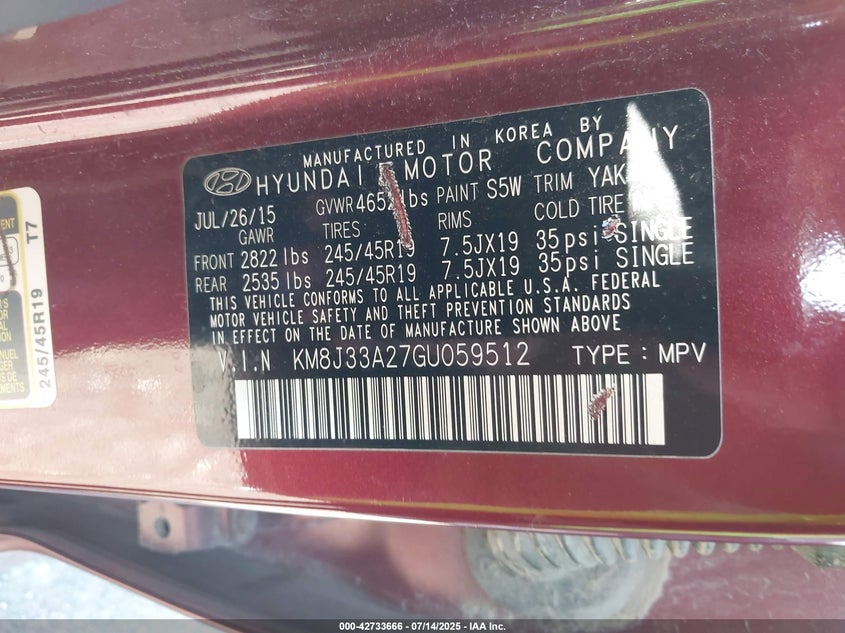 MANUFACTURED IN KOREA BY
HYUNDAI MOTOR COMPANY
JUL/26/15 GVWR 4652 lbs PAINT S5W TRIM YAK
GAWR TIRES RIMS COLD TIRE
FRONT 2822 lbs 245/45R19 7.5JX19 35 psi SINGLE
REAR 2535 lbs 245/45R19 7.5JX19 35 psi SINGLE
THIS VEHICLE CONFORMS TO ALL APPLICABLE U.S.A. FEDERAL
MOTOR VEHICLE SAFETY AND THEFT PREVENTION STANDARDS
IN EFFECT ON THE DATE OF MANUFACTURE SHOWN ABOVE
V.I.N KM8J33A27GU059512 TYPE : MPV
245/45R19 T7
000-42733666 - 07/14/2025 - IAA Inc.